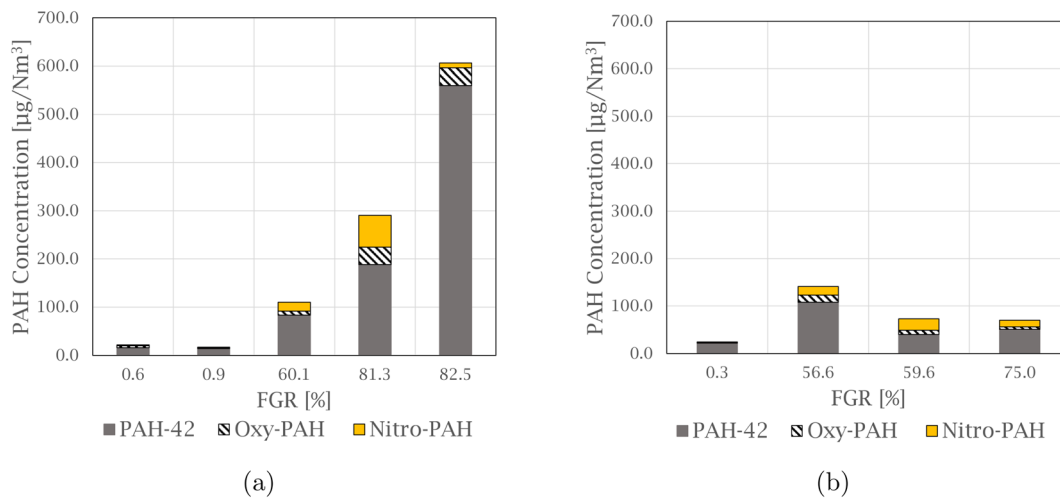 PAH Concentration [µg/Nm³]
700.0
600.0
500.0
400.0
300.0
200.0
100.0
0.0
0.6 0.9 60.1 81.3 82.5
FGR [%]
PAH-42 Oxy-PAH Nitro-PAH
(a)
PAH Concentration [µg/Nm³]
700.0
600.0
500.0
400.0
300.0
200.0
100.0
0.0
0.3 56.6 59.6 75.0
FGR [%]
PAH-42 Oxy-PAH Nitro-PAH
(b)